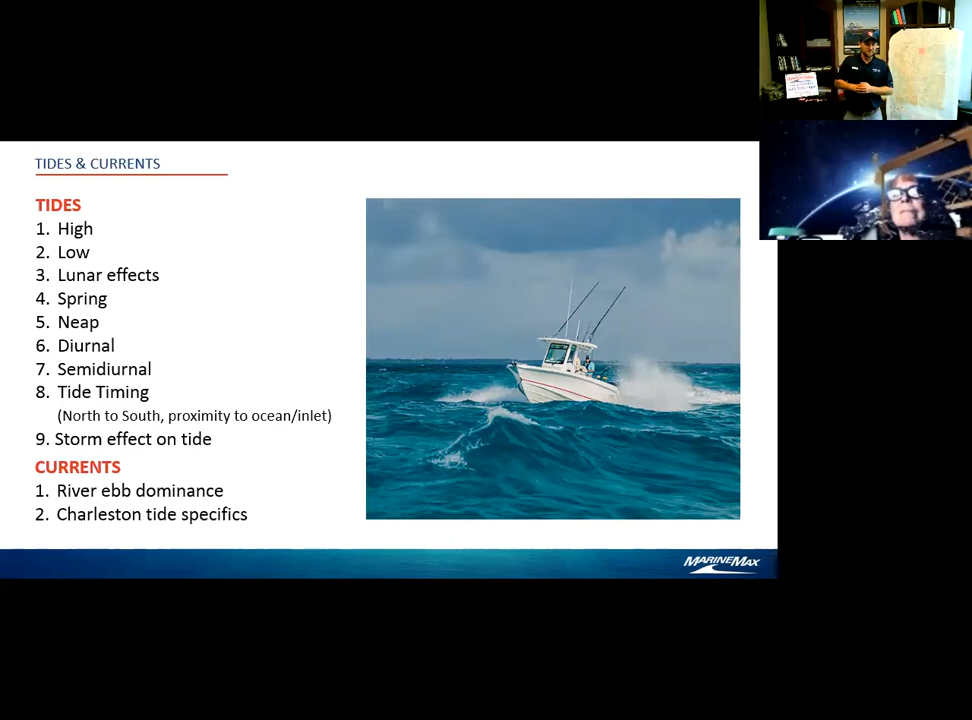 TIDES & CURRENTS
TIDES
1. High
2. Low
3. Lunar effects
4. Spring
5. Neap
6. Diurnal
7. Semidiurnal
8. Tide Timing
(North to South, proximity to ocean/inlet)
9. Storm effect on tide
CURRENTS
1. River ebb dominance
2. Charleston tide specifics
MARINEMAX